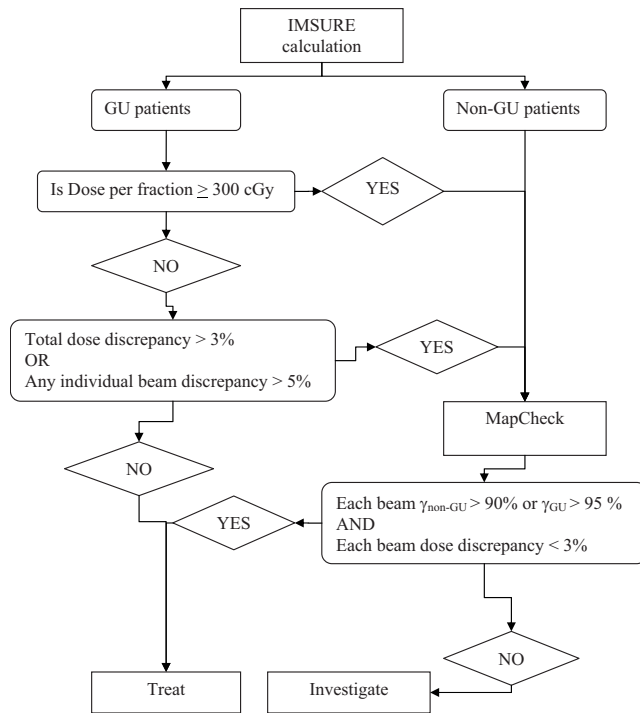 IMSURE
calculation
GU patients
Non-GU patients
Is Dose per fraction ≥ 300 cGy
YES
NO
Total dose discrepancy > 3%
OR
Any individual beam discrepancy > 5%
YES
MapCheck
NO
Each beam γnon-GU > 90% or γGU > 95 %
AND
Each beam dose discrepancy < 3%
YES
NO
Treat
Investigate